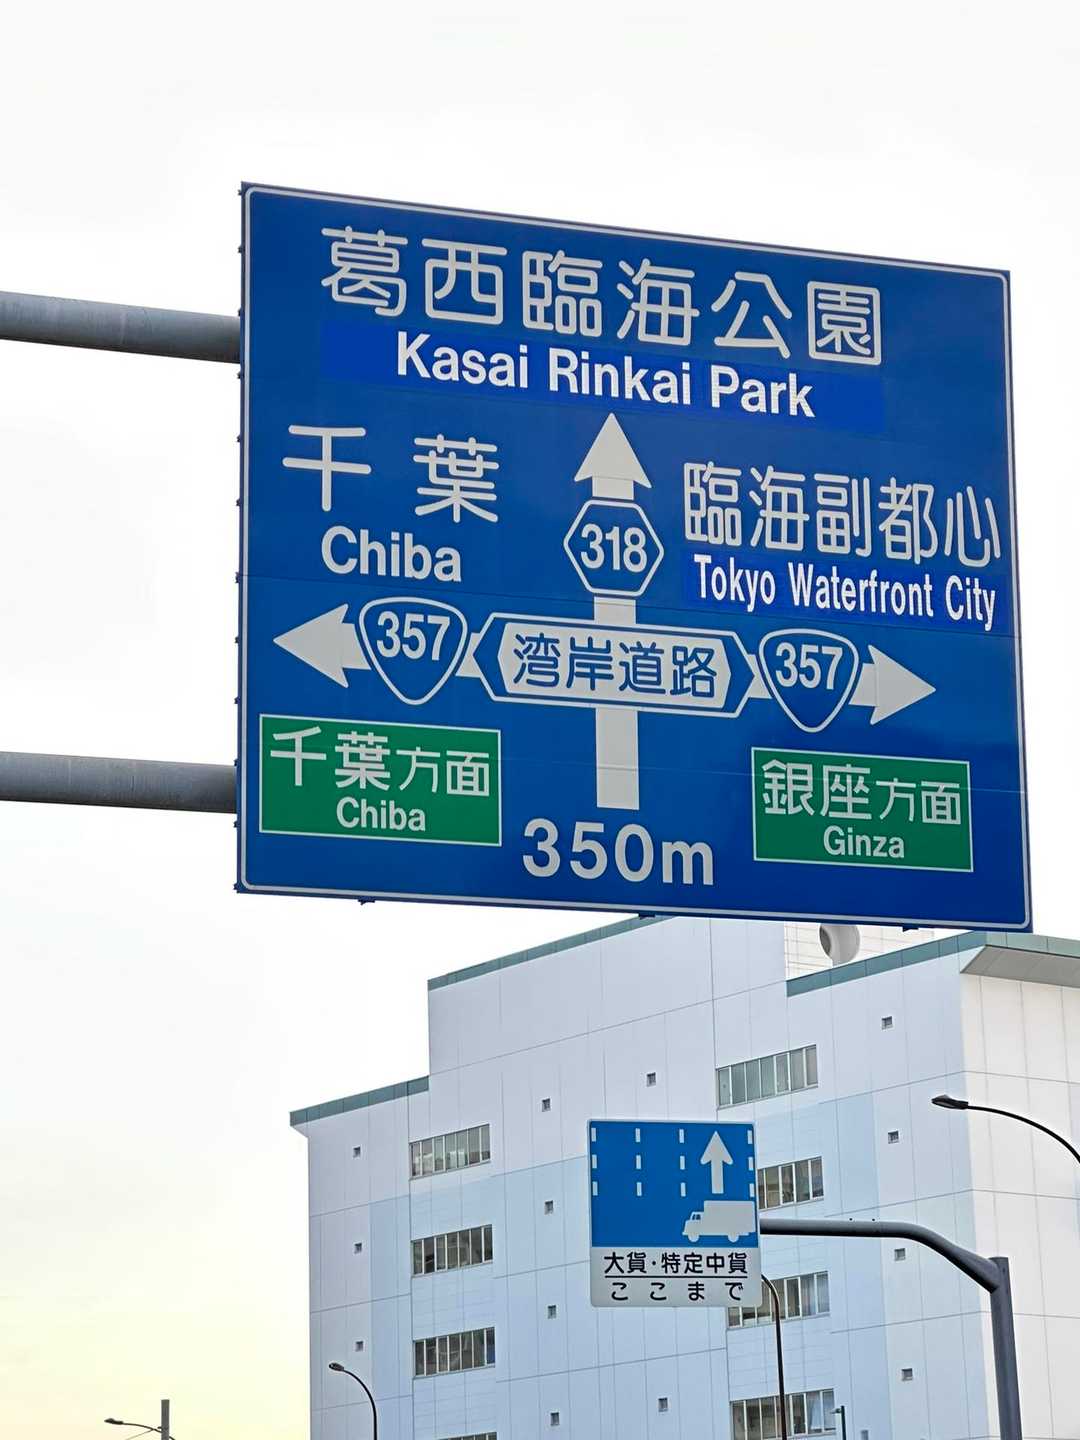 葛西臨海公園
Kasai Rinkai Park
千葉
Chiba
318
臨海副都心
Tokyo Waterfront City
357
湾岸道路
357
千葉方面
Chiba
350m
銀座方面
Ginza
大貨・特定中貨
ここまで